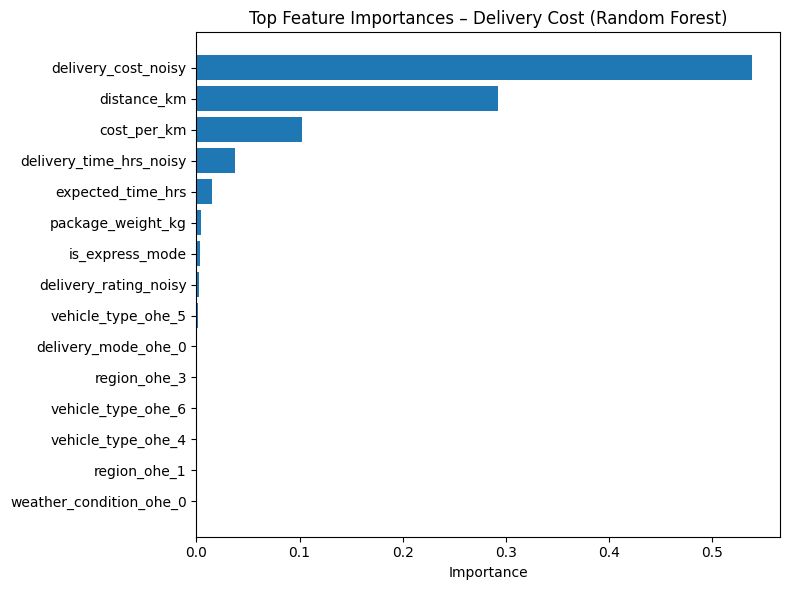 Top Feature Importances – Delivery Cost (Random Forest)
delivery_cost_noisy
distance_km
cost_per_km
delivery_time_hrs_noisy
expected_time_hrs
package_weight_kg
is_express_mode
delivery_rating_noisy
vehicle_type_ohe_5
delivery_mode_ohe_0
region_ohe_3
vehicle_type_ohe_6
vehicle_type_ohe_4
region_ohe_1
weather_condition_ohe_0
0.0 0.1 0.2 0.3 0.4 0.5
Importance